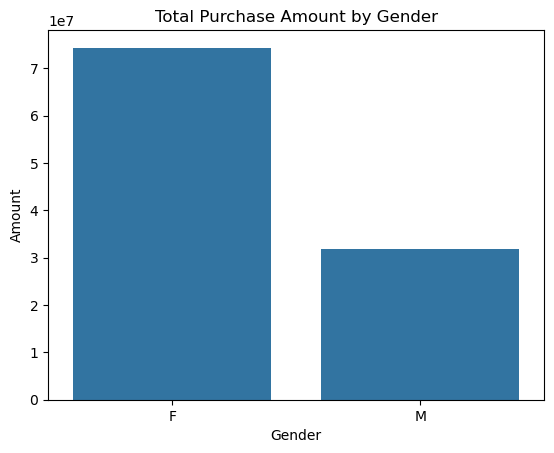 Total Purchase Amount by Gender
1e7
7
6
5
4
3
2
1
0
Amount
F
M
Gender